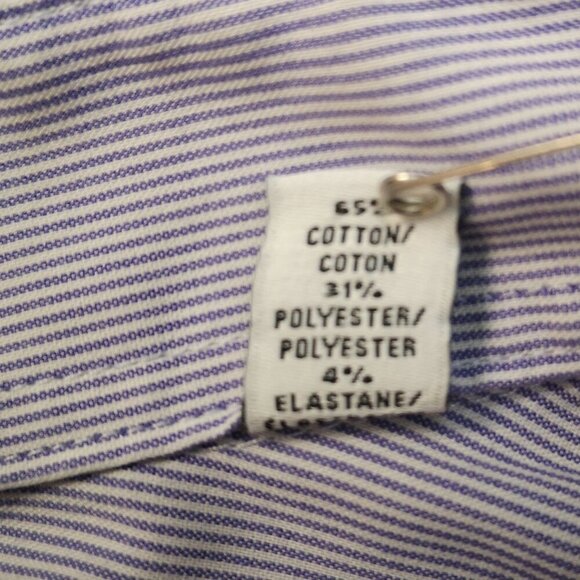 65%
COTTON/
COTON
31%
POLYESTER/
POLYESTER
4%
ELASTANE/